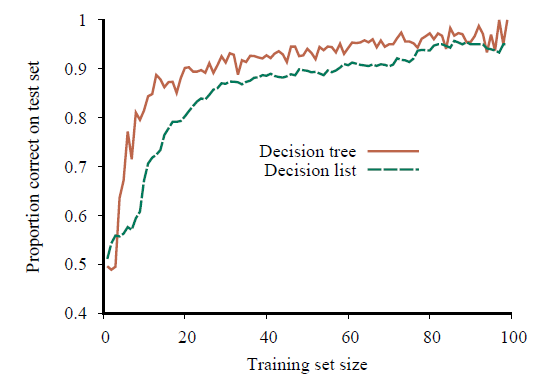 1
0.9
0.8
0.7
0.6
0.5
0.4
Proportion correct on test set
Decision tree
Decision list
0 20 40 60 80 100
Training set size